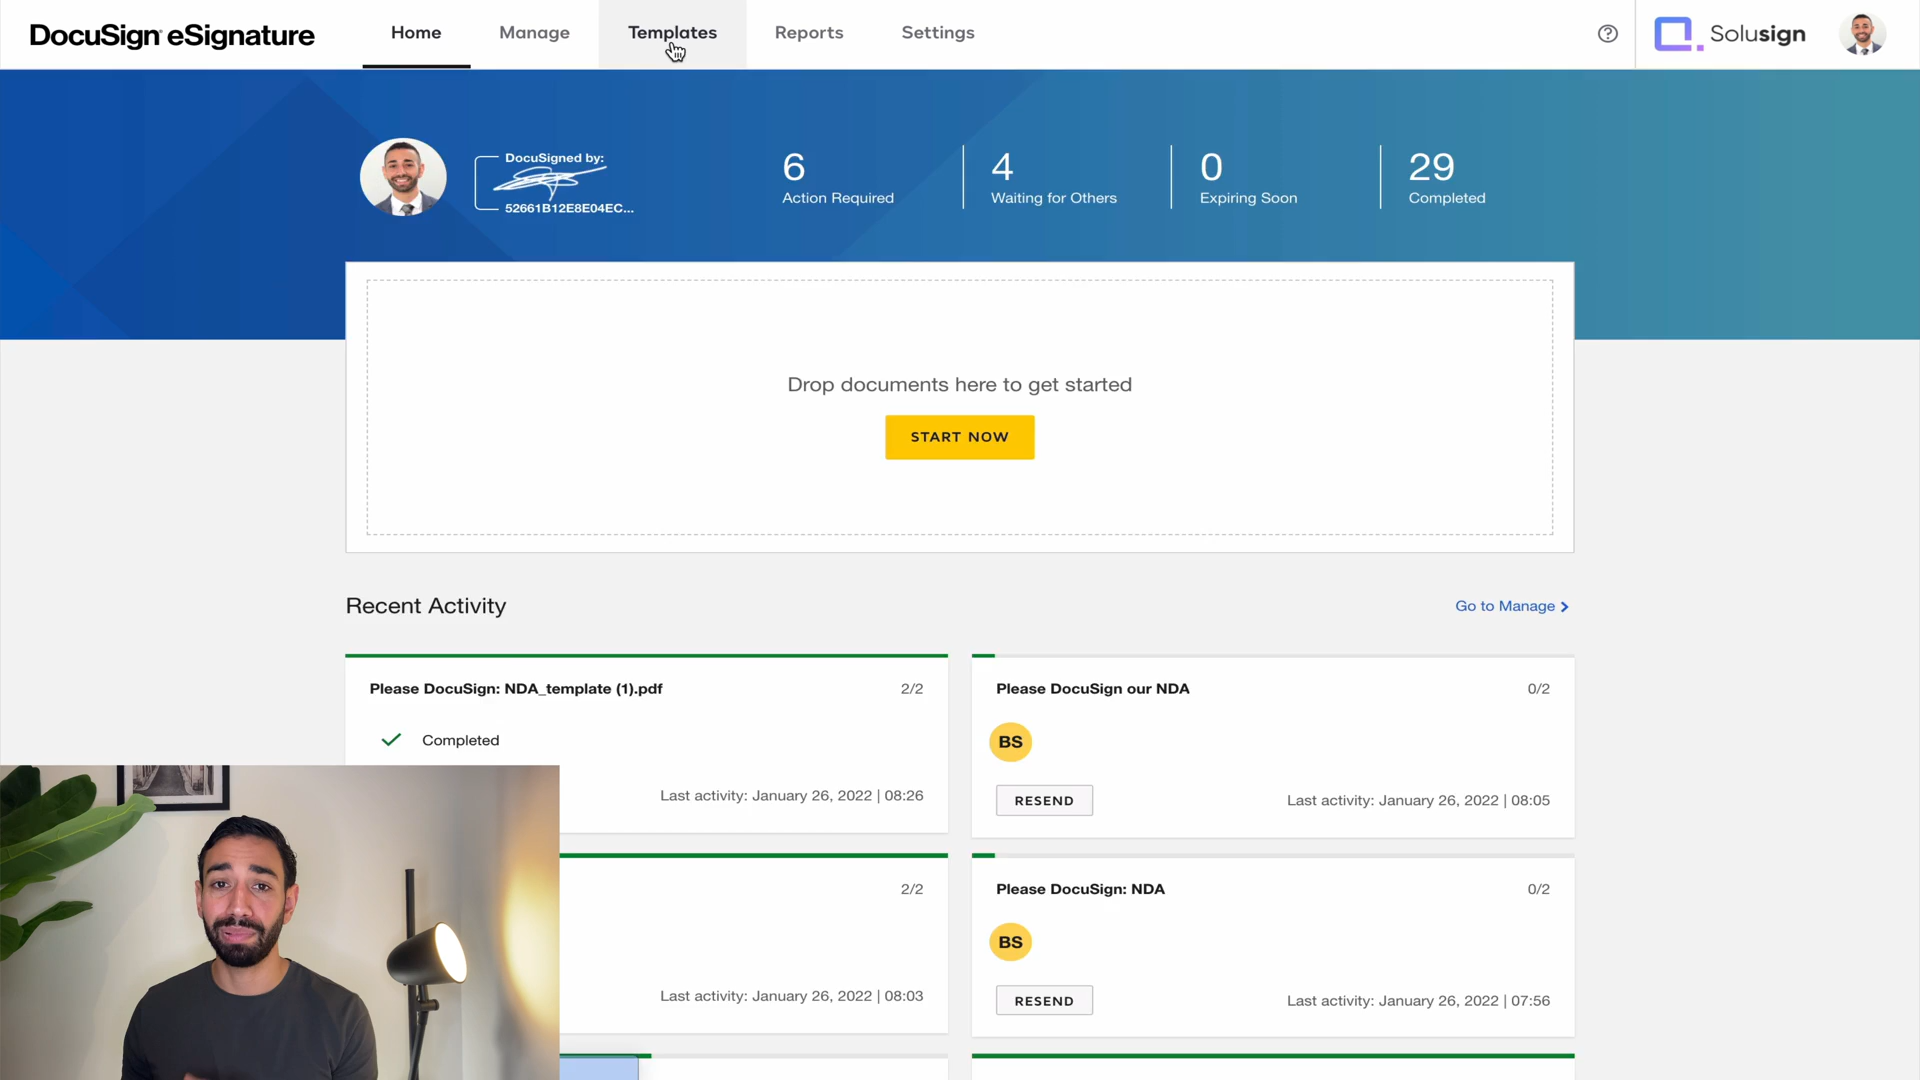 DocuSign eSignature
Home
Manage
Templates
Reports
Settings
Solusign
DocuSigned by:
52661B12E8E04EC...
6
Action Required
4
Waiting for Others
0
Expiring Soon
29
Completed
Drop documents here to get started
START NOW
Recent Activity
Go to Manage
Please DocuSign: NDA_template (1).pdf
2/2
Completed
Last activity: January 26, 2022 | 08:26
Please DocuSign our NDA
0/2
BS
RESEND
Last activity: January 26, 2022 | 08:05
2/2
Last activity: January 26, 2022 | 08:03
Please DocuSign: NDA
0/2
BS
RESEND
Last activity: January 26, 2022 | 07:56